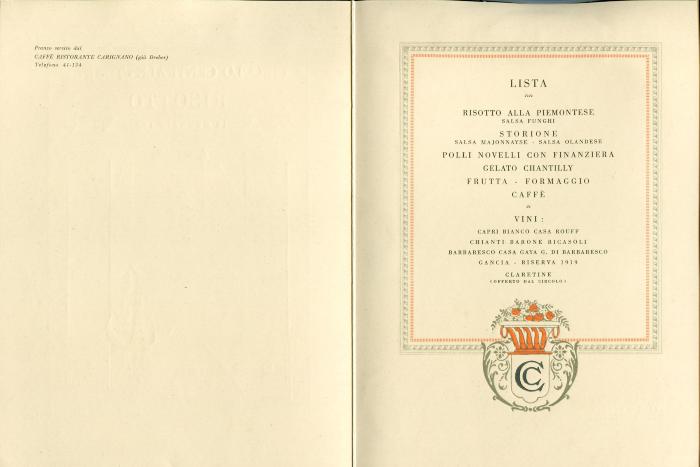 Pranzo servito dal
CAFFÈ RISTORANTE CARIGNANO (già Dreher)
Telefono 41-134
LISTA
RISOTTO ALLA PIEMONTESE
SALSA FUNGHI
STORIONE
SALSA MAJONNAYSE - SALSA OLANDESE
POLLI NOVELLI CON FINANZIERA
GELATO CHANTILLY
FRUTTA - FORMAGGIO
CAFFÈ
VINI:
CAPRI BIANCO CASA ROUFF
CHIANTI BARONE RICASOLI
BARBARESCO CASA GAYA G. DI BARBARESCO
GANCIA - RISERVA 1919
CLARETINE
(OFFERTO DAL CIRCOLO)
CC